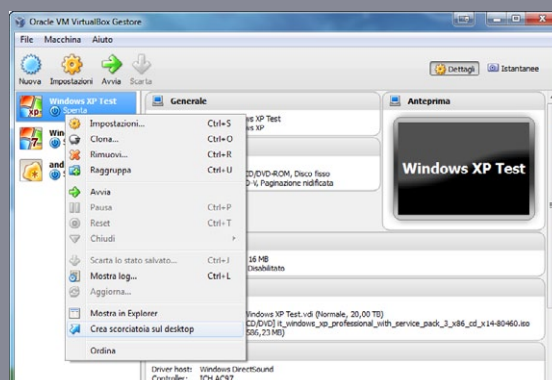 Oracle VM VirtualBox Gestore
File Macchina Aiuto
Nuova Impostazioni Avvia Scarta
Dettagli Istantanee
Windows XP Test
Spenta
Generale
Anteprima
Impostazioni... Ctrl+S
Clona... Ctrl+O
Rimuovi... Ctrl+R
Raggruppa Ctrl+U
Avvia
Pausa Ctrl+P
Reset Ctrl+T
Chiudi
Scarta lo stato salvato... Ctrl+J
Mostra log... Ctrl+L
Aggiorna...
Mostra in Explorer
Crea scorciatoia sul desktop
Ordina
Win
and
ws XP Test
ws XP
CD/DVD-ROM, Disco fisso
D-V, Paginazione nidificata
Windows XP Test
16 MB
Disabilitato
Windows XP Test.vdi (Normale, 20,00 TB)
[CD/DVD] it_windows_xp_professional_with_service_pack_3_x86_cd_x14-80460.iso
(586,23 MB)
Driver host: Windows DirectSound
Controller: ICH AC97